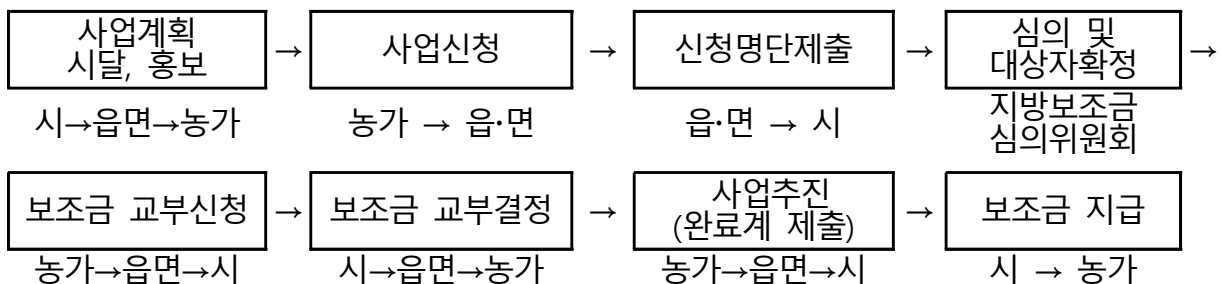 사업계획
시달, 홍보
→ 사업신청 → 신청명단제출 →
심의 및
대상자확정
→
시→읍면→농가 농가 → 읍·면 읍·면 → 시
지방보조금
심의위원회
보조금 교부신청 → 보조금 교부결정 →
사업추진
(완료계 제출)
→ 보조금 지급
농가→읍면→시 시→읍면→농가 농가→읍면→시 시 → 농가